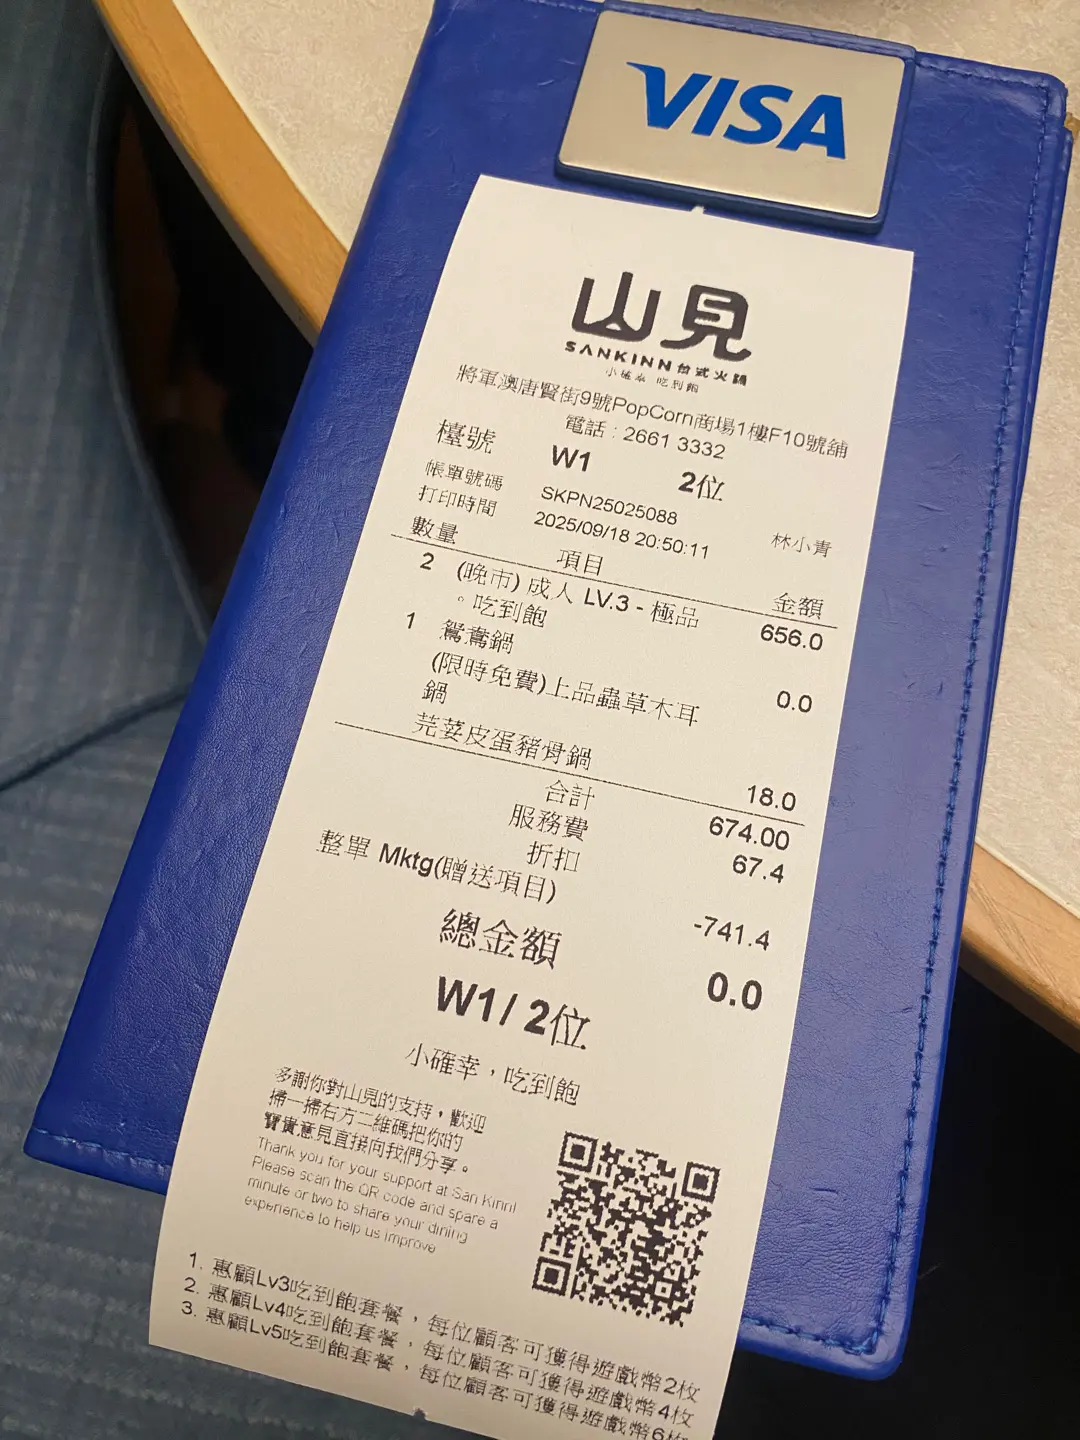 VISA
山見
SANKINN台式火鍋
小確幸 吃到飽
將軍澳唐賢街9號PopCorn商場1樓F10號舖
電話：2661 3332
檯號 W1 2位
帳單號碼 SKPN25025088
打印時間 2025/09/18 20:50:11 林小青
數量 項目 金額
2 (晚市) 成人 LV.3 - 極品 656.0
。吃到飽
1 鴛鴦鍋 0.0
(限時免費)上品蟲草木耳
鍋
芫荽皮蛋豬骨鍋 18.0
合計 674.00
服務費 67.4
折扣
整單 Mktg(贈送項目) -741.4
總金額 0.0
W1/ 2位
小確幸，吃到飽
多謝你對山見的支持，歡迎
掃一掃右方二維碼把你的
寶貴意見直接向我們分享。
Thank you for your support at San Kinn!
Please scan the QR code and spare a
minute or two to share your dining
experience to help us improve
1. 惠顧Lv3吃到飽套餐，每位顧客可獲得遊戲幣2枚
2. 惠顧Lv4吃到飽套餐，每位顧客可獲得遊戲幣4枚
3. 惠顧Lv5吃到飽套餐，每位顧客可獲得遊戲幣6枚